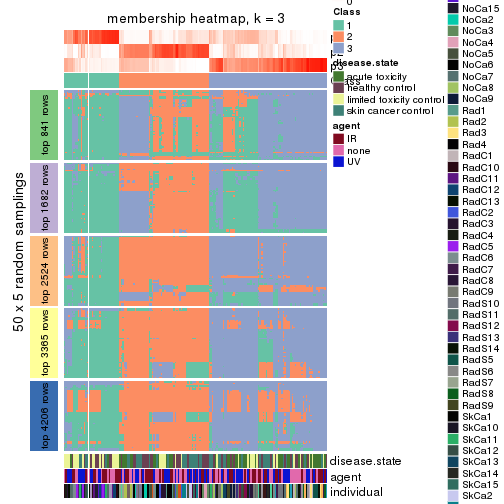 membership heatmap, k = 3
50 x 5 random samplings
top 841 rows
top 1682 rows
top 2524 rows
top 3365 rows
top 4206 rows
disease.state
agent
individual
0
Class
1
2
3
disease.state
acute toxicity
healthy control
limited toxicity control
skin cancer control
agent
IR
none
UV
NoCa15
NoCa2
NoCa3
NoCa4
NoCa5
NoCa6
NoCa7
NoCa8
NoCa9
Rad1
Rad2
Rad3
Rad4
RadC1
RadC10
RadC11
RadC12
RadC13
RadC2
RadC3
RadC4
RadC5
RadC6
RadC7
RadC8
RadC9
RadS10
RadS11
RadS12
RadS13
RadS14
RadS5
RadS6
RadS7
RadS8
RadS9
SkCa1
SkCa10
SkCa11
SkCa12
SkCa13
SkCa14
SkCa15
SkCa2